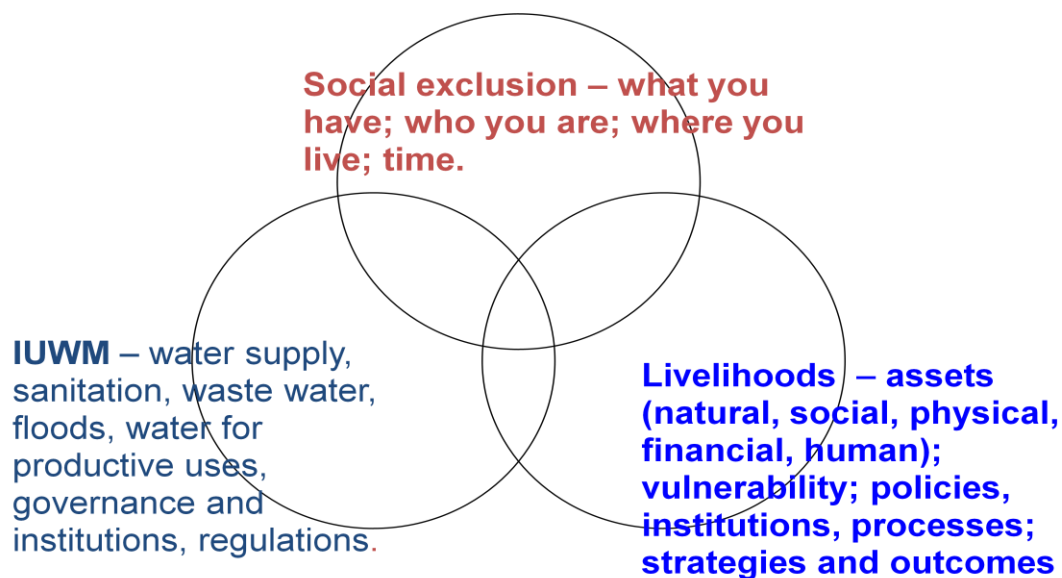 Social exclusion – what you
have; who you are; where you
live; time.
IUWM – water supply,
sanitation, waste water,
floods, water for
productive uses,
governance and
institutions, regulations.
Livelihoods – assets
(natural, social, physical,
financial, human);
vulnerability; policies,
institutions, processes;
strategies and outcomes